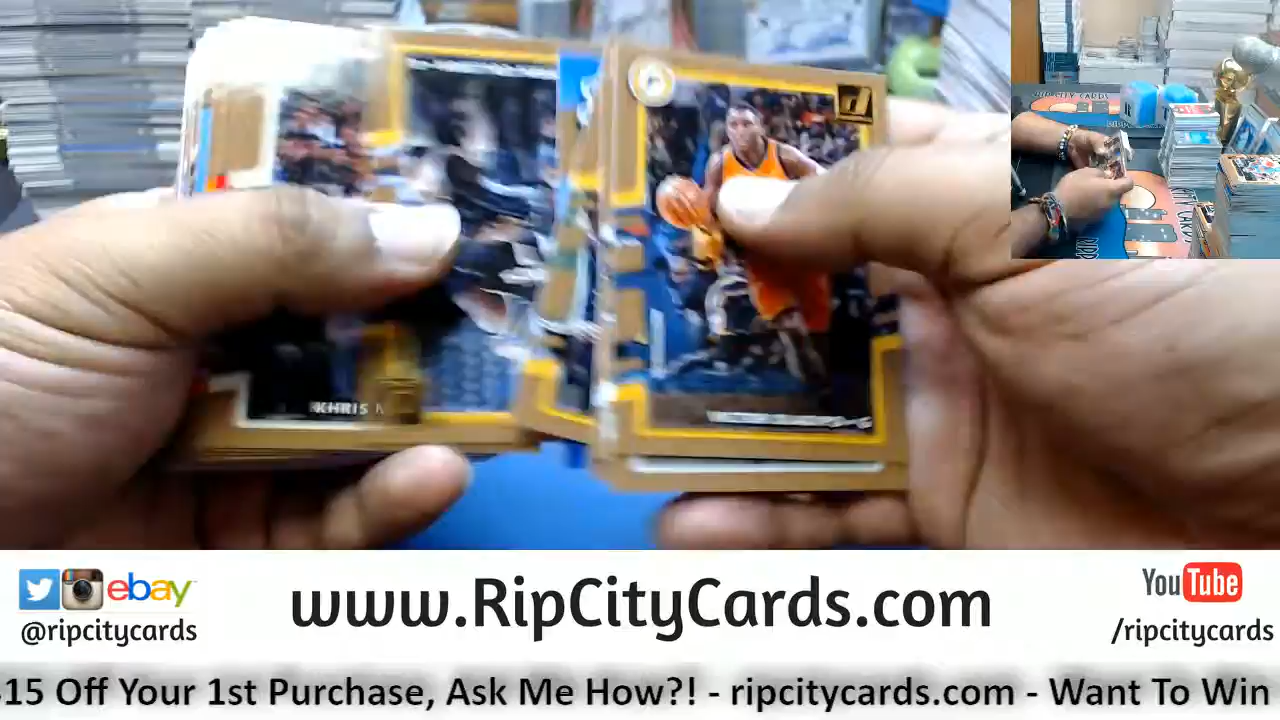 KHRIS
ebay
@ripcitycards
www.RipCityCards.com
YouTube
/ripcitycards
15 Off Your 1st Purchase, Ask Me How?! - ripcitycards.com - Want To Win